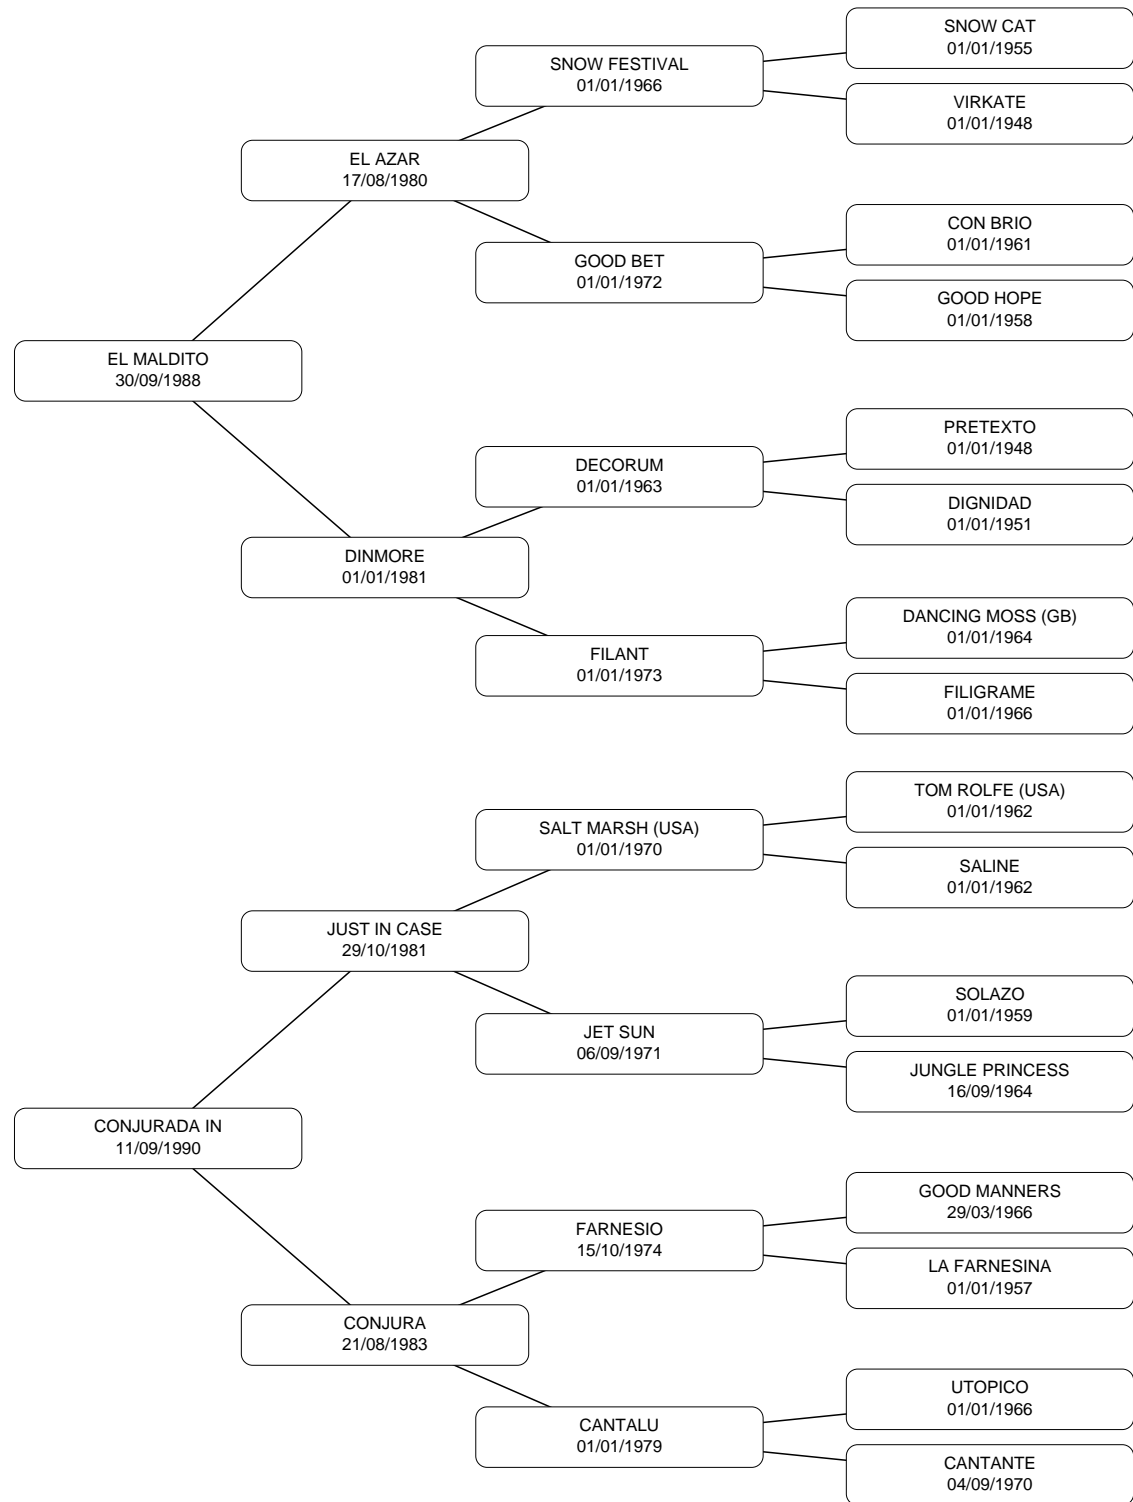 SNOW CAT
01/01/1955
SNOW FESTIVAL
01/01/1966
VIRKATE
01/01/1948
EL AZAR
17/08/1980
CON BRIO
01/01/1961
GOOD BET
01/01/1972
GOOD HOPE
01/01/1958
EL MALDITO
30/09/1988
PRETEXTO
01/01/1948
DECORUM
01/01/1963
DIGNIDAD
01/01/1951
DINMORE
01/01/1981
DANCING MOSS (GB)
01/01/1964
FILANT
01/01/1973
FILIGRAME
01/01/1966
TOM ROLFE (USA)
01/01/1962
SALT MARSH (USA)
01/01/1970
SALINE
01/01/1962
JUST IN CASE
29/10/1981
SOLAZO
01/01/1959
JET SUN
06/09/1971
JUNGLE PRINCESS
16/09/1964
CONJURADA IN
11/09/1990
GOOD MANNERS
29/03/1966
FARNESIO
15/10/1974
LA FARNESINA
01/01/1957
CONJURA
21/08/1983
UTOPICO
01/01/1966
CANTALU
01/01/1979
CANTANTE
04/09/1970